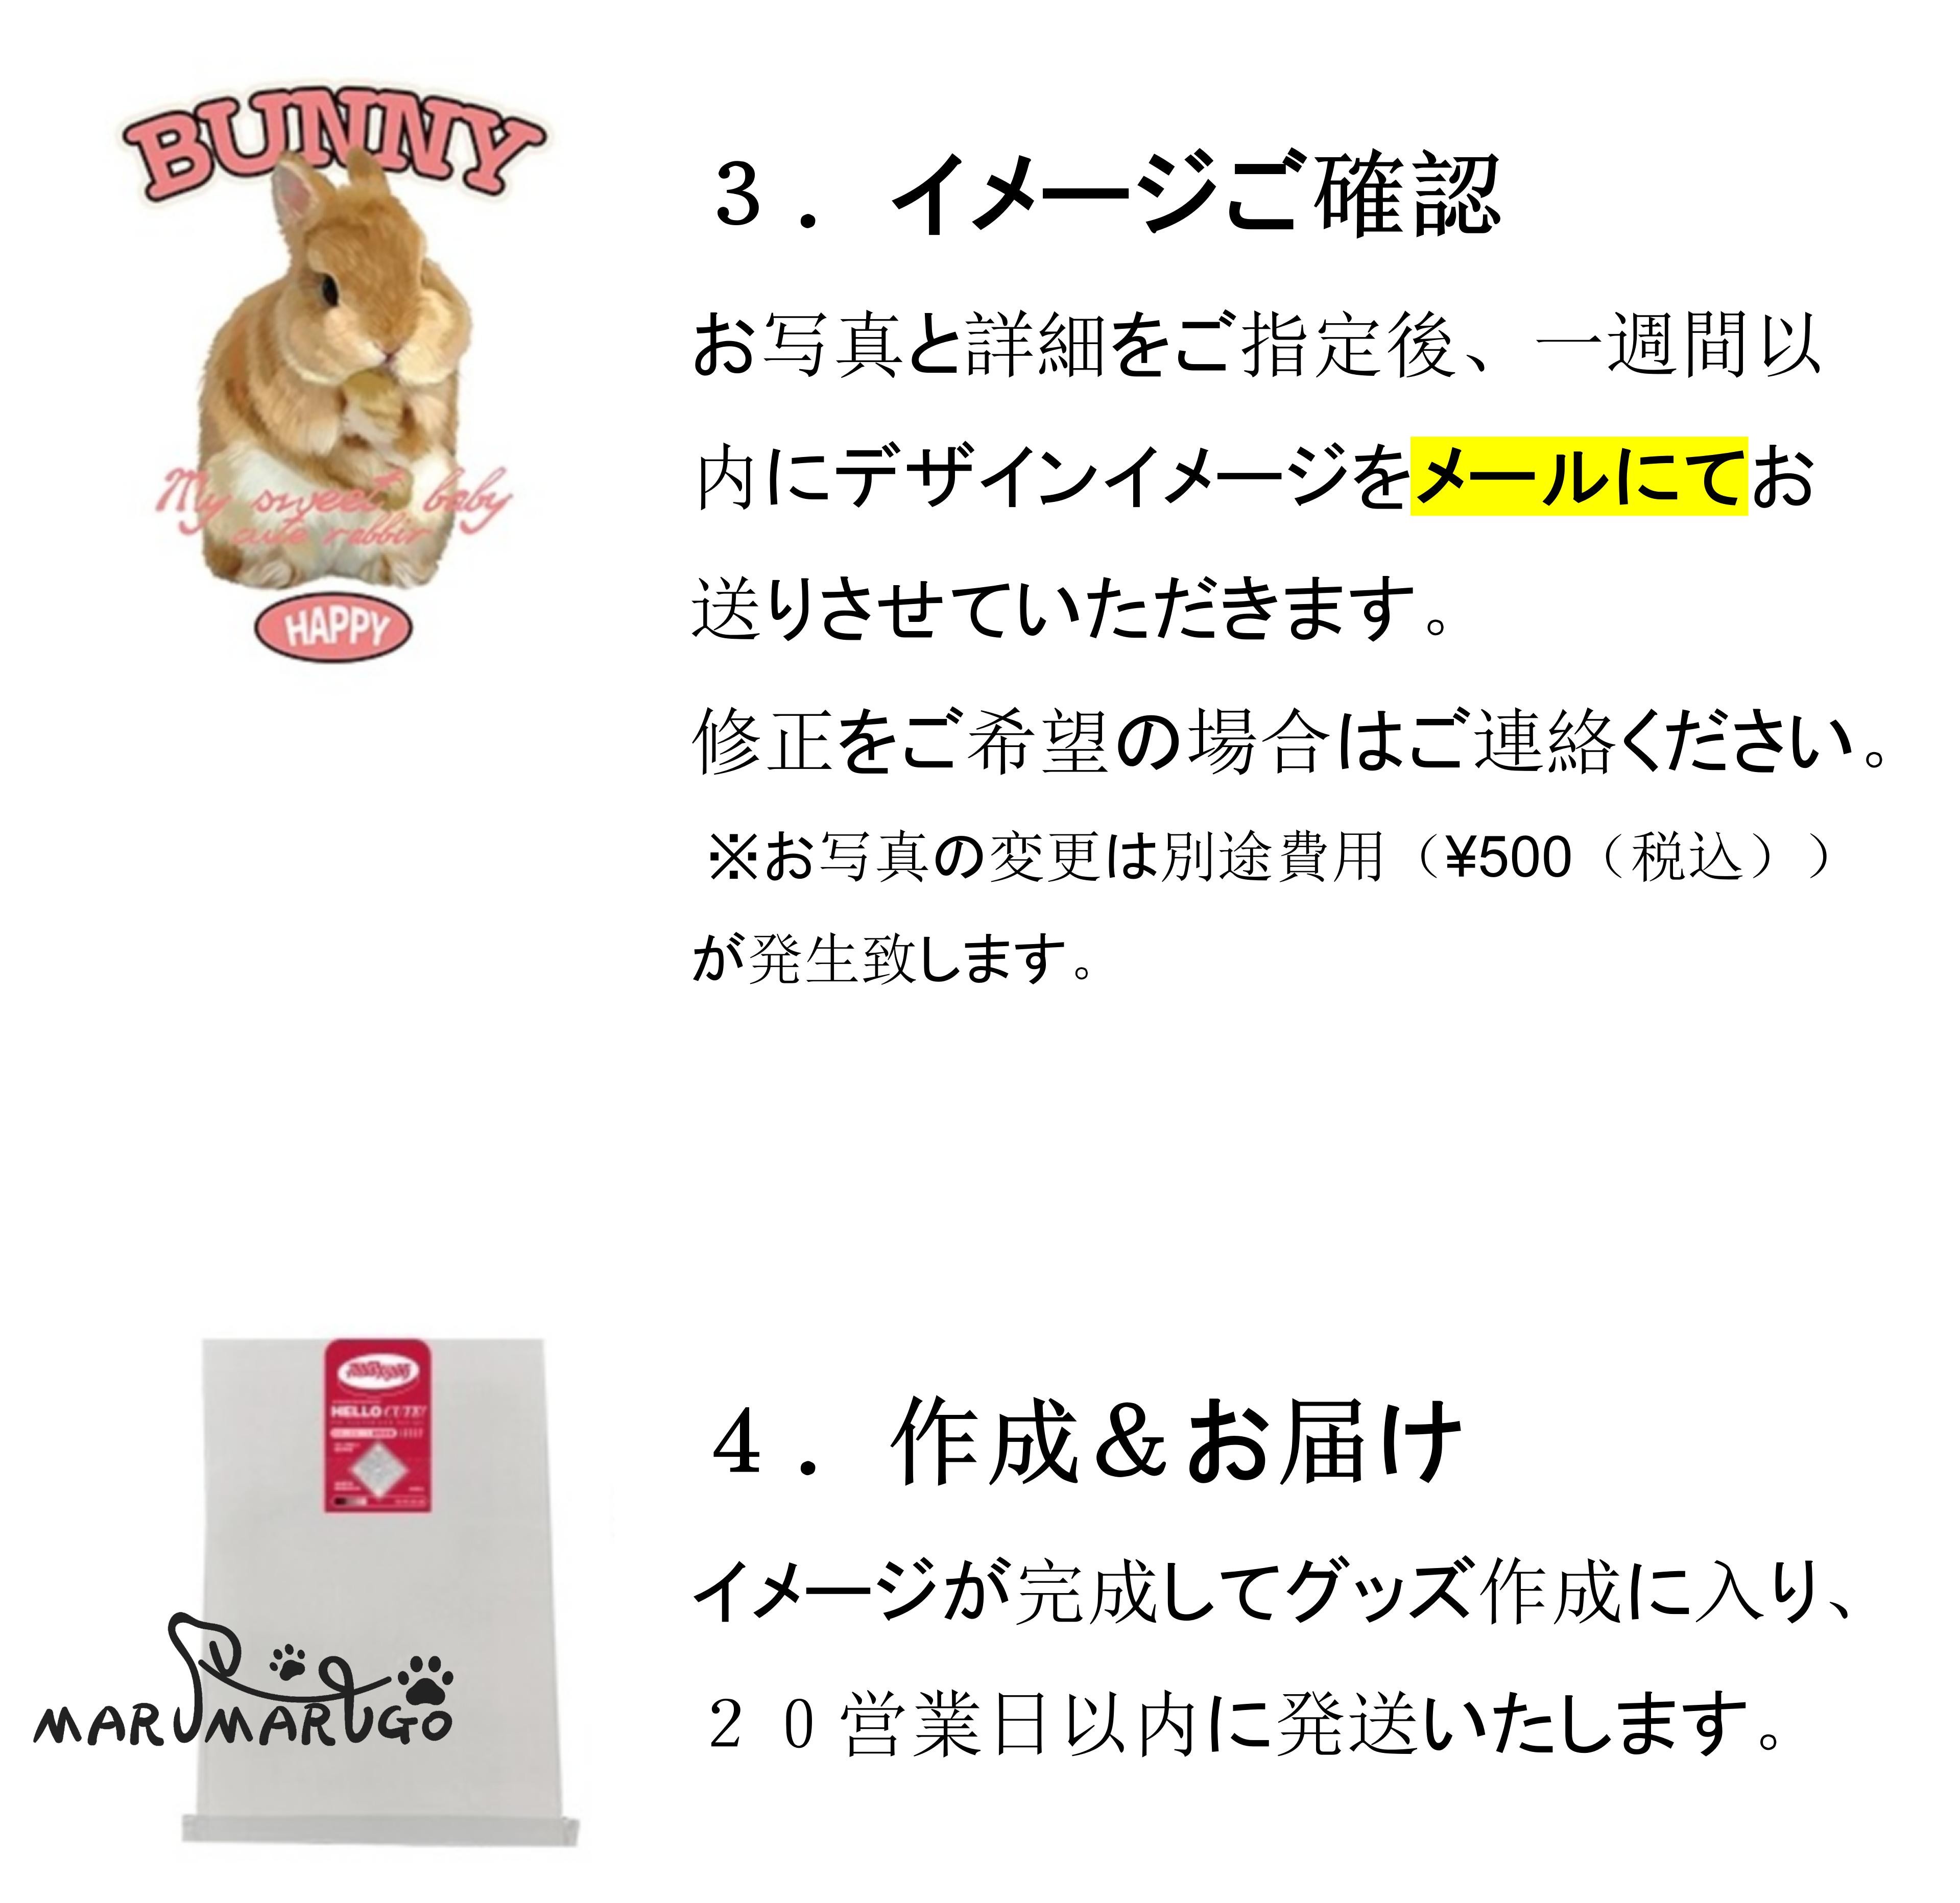 BUNNY
My sweet baby
cute rabbir
HAPPY
3． イメージご確認
お写真と詳細をご指定後、一週間以
内にデザインイメージをメールにてお
送りさせていただきます。
修正をご希望の場合はご連絡ください。
※お写真の変更は別途費用（¥500（税込））
が発生致します。
HELLO
MARUMARUGO
4． 作成＆お届け
イメージが完成してグッズ作成に入り、
２０営業日以内に発送いたします。